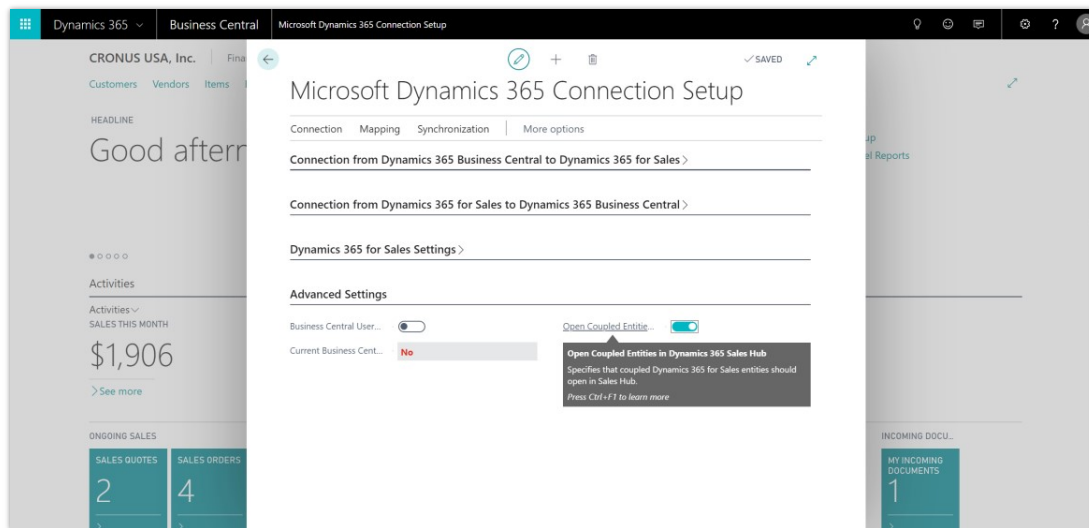 Dynamics 365
Business Central
Microsoft Dynamics 365 Connection Setup
CRONUS USA, Inc.
Fina
Customers Vendors Items
HEADLINE
Good aftern
Activities
Activities
SALES THIS MONTH
$1,906
See more
ONGOING SALES
SALES QUOTES
2
SALES ORDERS
4
SAVED
Microsoft Dynamics 365 Connection Setup
Connection Mapping Synchronization More options
Connection from Dynamics 365 Business Central to Dynamics 365 for Sales
Connection from Dynamics 365 for Sales to Dynamics 365 Business Central
Dynamics 365 for Sales Settings
Advanced Settings
Business Central User...
Open Coupled Entitie...
Current Business Cent...
No
Open Coupled Entities in Dynamics 365 Sales Hub
Specifies that coupled Dynamics 365 for Sales entities should
open in Sales Hub.
Press Ctrl+F1 to learn more
up
el Reports
INCOMING DOCU...
MY INCOMING
DOCUMENTS
1